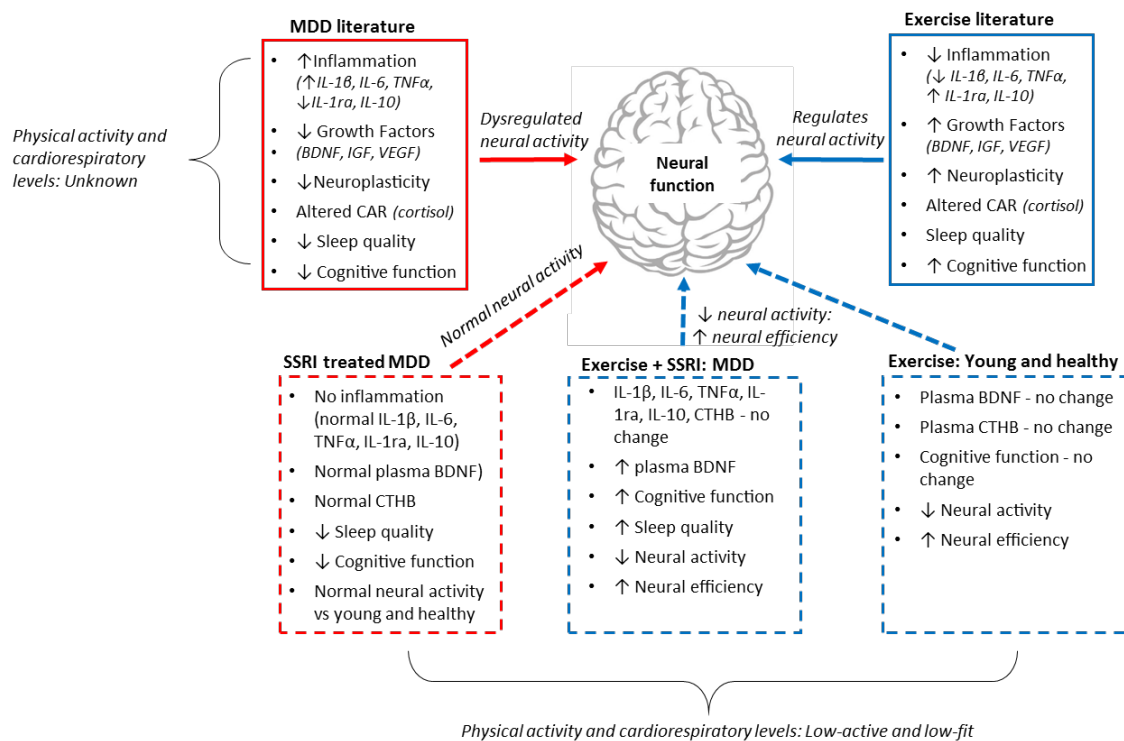 MDD literature
• ↑Inflammation
(↑IL-1β, IL-6, TNFα,
↓IL-1ra, IL-10)
• ↓ Growth Factors
• (BDNF, IGF, VEGF)
• ↓Neuroplasticity
• Altered CAR (cortisol)
• ↓ Sleep quality
• ↓ Cognitive function
Physical activity and
cardiorespiratory
levels: Unknown
Dysregulated
neural activity
Neural
function
Regulates
neural activity
Exercise literature
• ↓ Inflammation
(↓ IL-1β, IL-6, TNFα,
↑ IL-1ra, IL-10)
• ↑ Growth Factors
(BDNF, IGF, VEGF)
• ↑ Neuroplasticity
• Altered CAR (cortisol)
• Sleep quality
• ↑ Cognitive function
Normal neural activity
↓ neural activity:
↑ neural efficiency
SSRI treated MDD
• No inflammation
(normal IL-1β, IL-6,
TNFα, IL-1ra, IL-10)
• Normal plasma BDNF)
• Normal CTHB
• ↓ Sleep quality
• ↓ Cognitive function
• Normal neural activity
vs young and healthy
Exercise + SSRI: MDD
• IL-1β, IL-6, TNFα, IL-
1ra, IL-10, CTHB - no
change
• ↑ plasma BDNF
• ↑ Cognitive function
• ↑ Sleep quality
• ↓ Neural activity
• ↑ Neural efficiency
Exercise: Young and healthy
• Plasma BDNF - no change
• Plasma CTHB - no change
• Cognitive function - no
change
• ↓ Neural activity
• ↑ Neural efficiency
Physical activity and cardiorespiratory levels: Low-active and low-fit